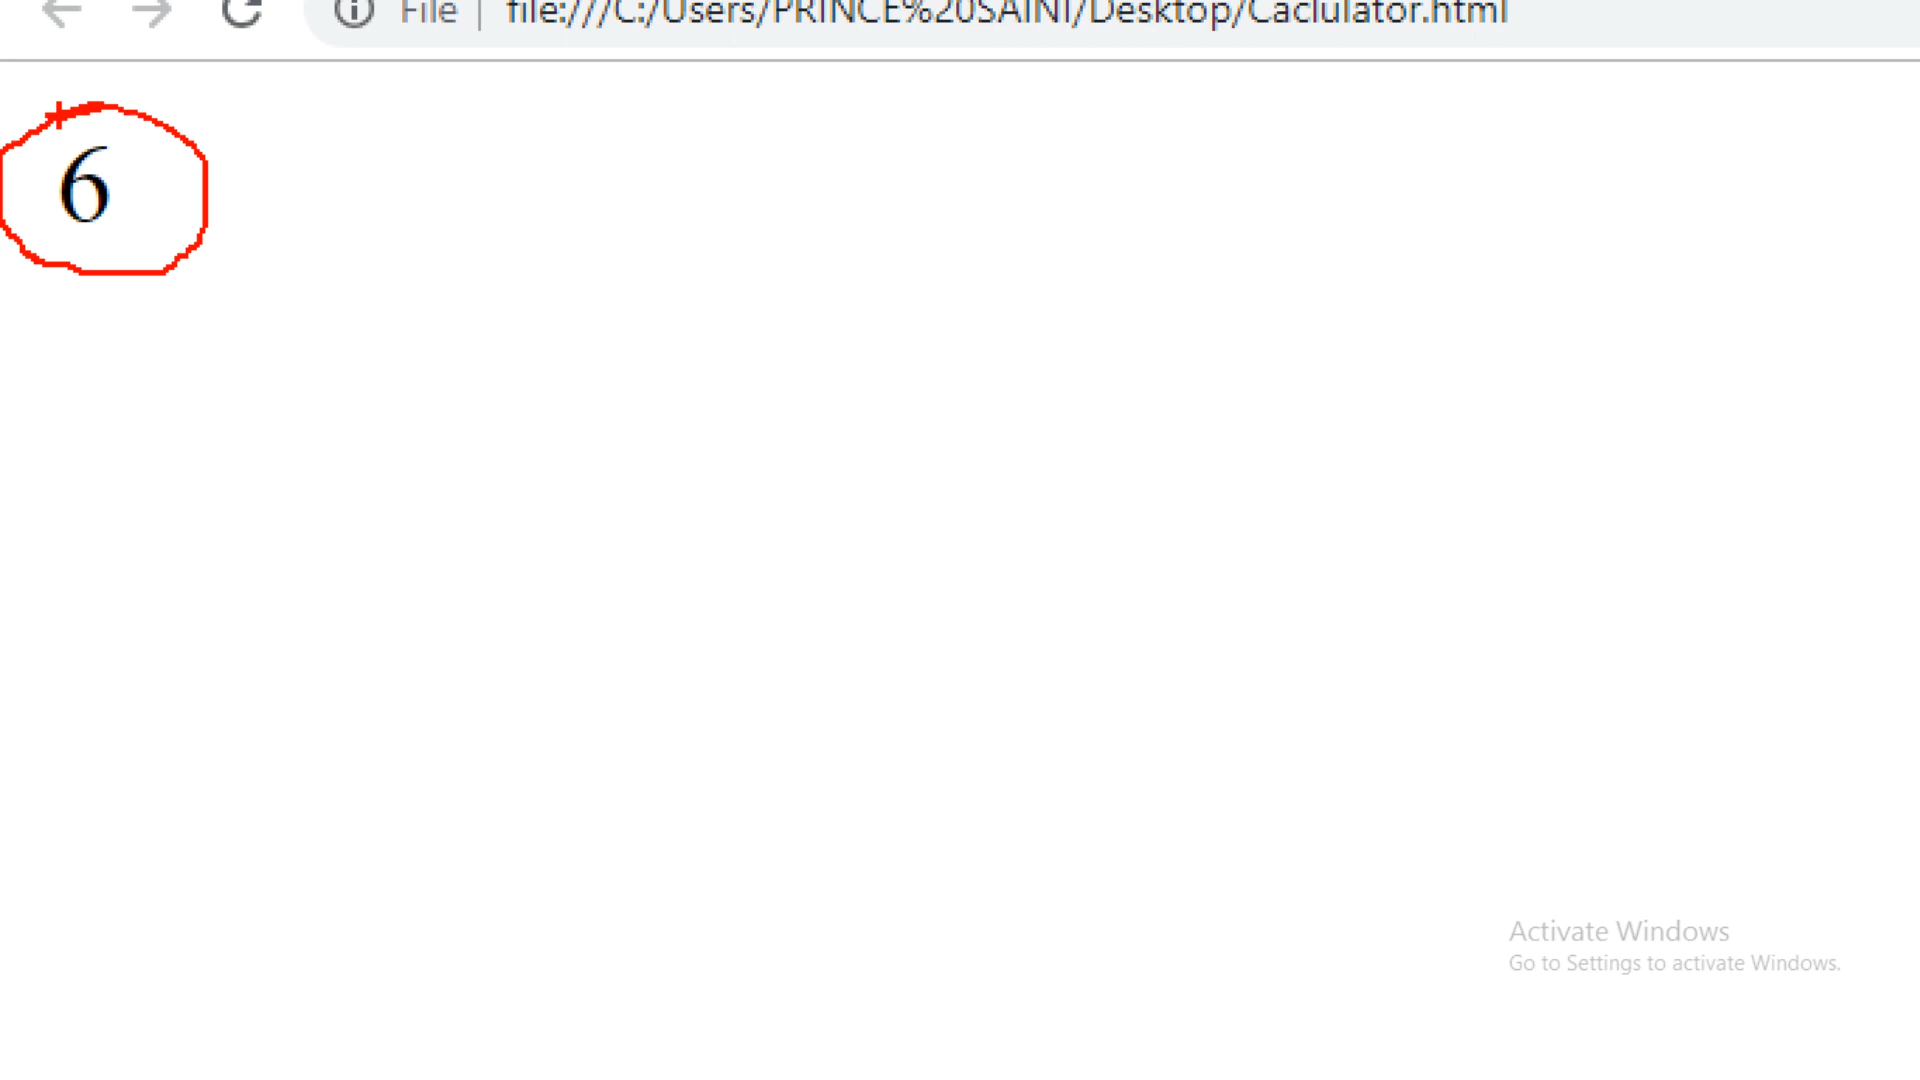 File | file:///C:/Users/PRINCE%20SAINI/Desktop/Caclulator.html
6
Activate Windows
Go to Settings to activate Windows.